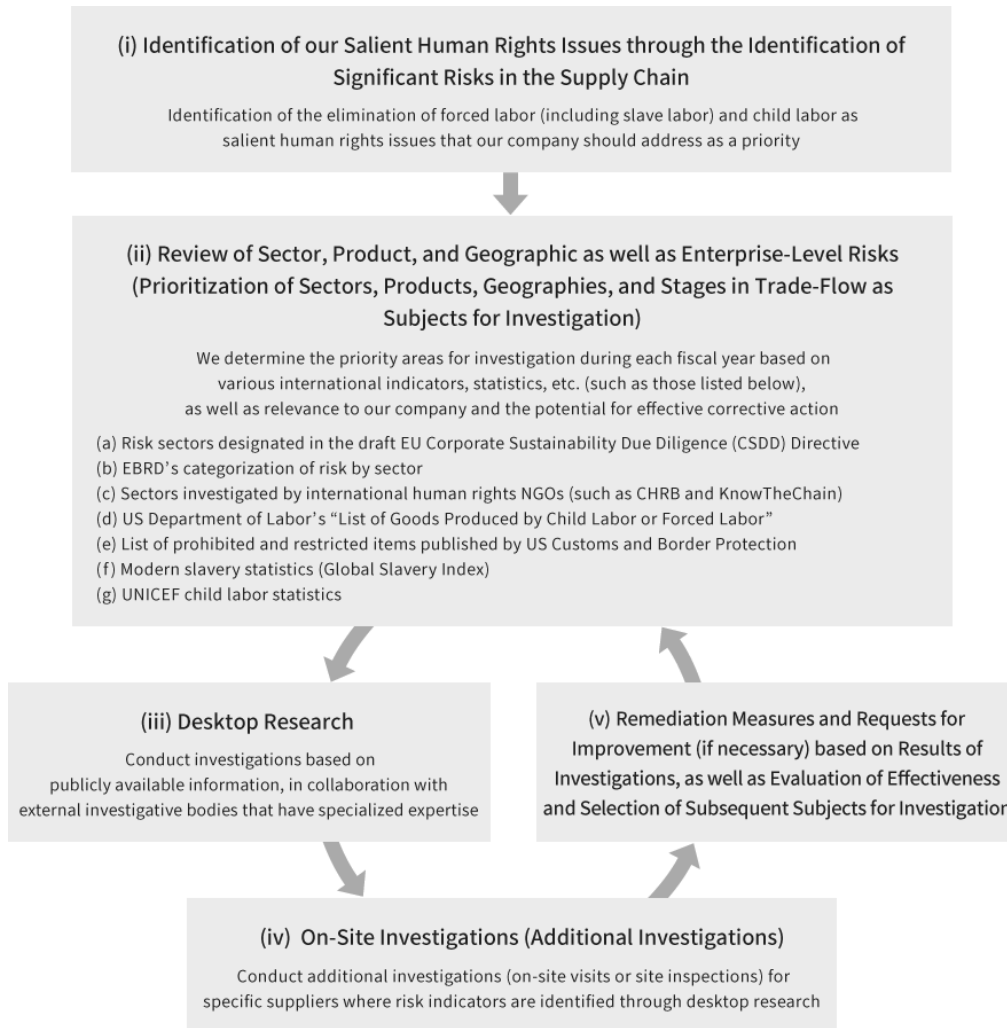 (i) Identification of our Salient Human Rights Issues through the Identification of
Significant Risks in the Supply Chain
Identification of the elimination of forced labor (including slave labor) and child labor as
salient human rights issues that our company should address as a priority
(ii) Review of Sector, Product, and Geographic as well as Enterprise-Level Risks
(Prioritization of Sectors, Products, Geographies, and Stages in Trade-Flow as
Subjects for Investigation)
We determine the priority areas for investigation during each fiscal year based on
various international indicators, statistics, etc. (such as those listed below),
as well as relevance to our company and the potential for effective corrective action
(a) Risk sectors designated in the draft EU Corporate Sustainability Due Diligence (CSDD) Directive
(b) EBRD’s categorization of risk by sector
(c) Sectors investigated by international human rights NGOs (such as CHRB and KnowTheChain)
(d) US Department of Labor’s “List of Goods Produced by Child Labor or Forced Labor”
(e) List of prohibited and restricted items published by US Customs and Border Protection
(f) Modern slavery statistics (Global Slavery Index)
(g) UNICEF child labor statistics
(iii) Desktop Research
Conduct investigations based on
publicly available information, in collaboration with
external investigative bodies that have specialized expertise
(v) Remediation Measures and Requests for
Improvement (if necessary) based on Results of
Investigations, as well as Evaluation of Effectiveness
and Selection of Subsequent Subjects for Investigation
(iv) On-Site Investigations (Additional Investigations)
Conduct additional investigations (on-site visits or site inspections) for
specific suppliers where risk indicators are identified through desktop research